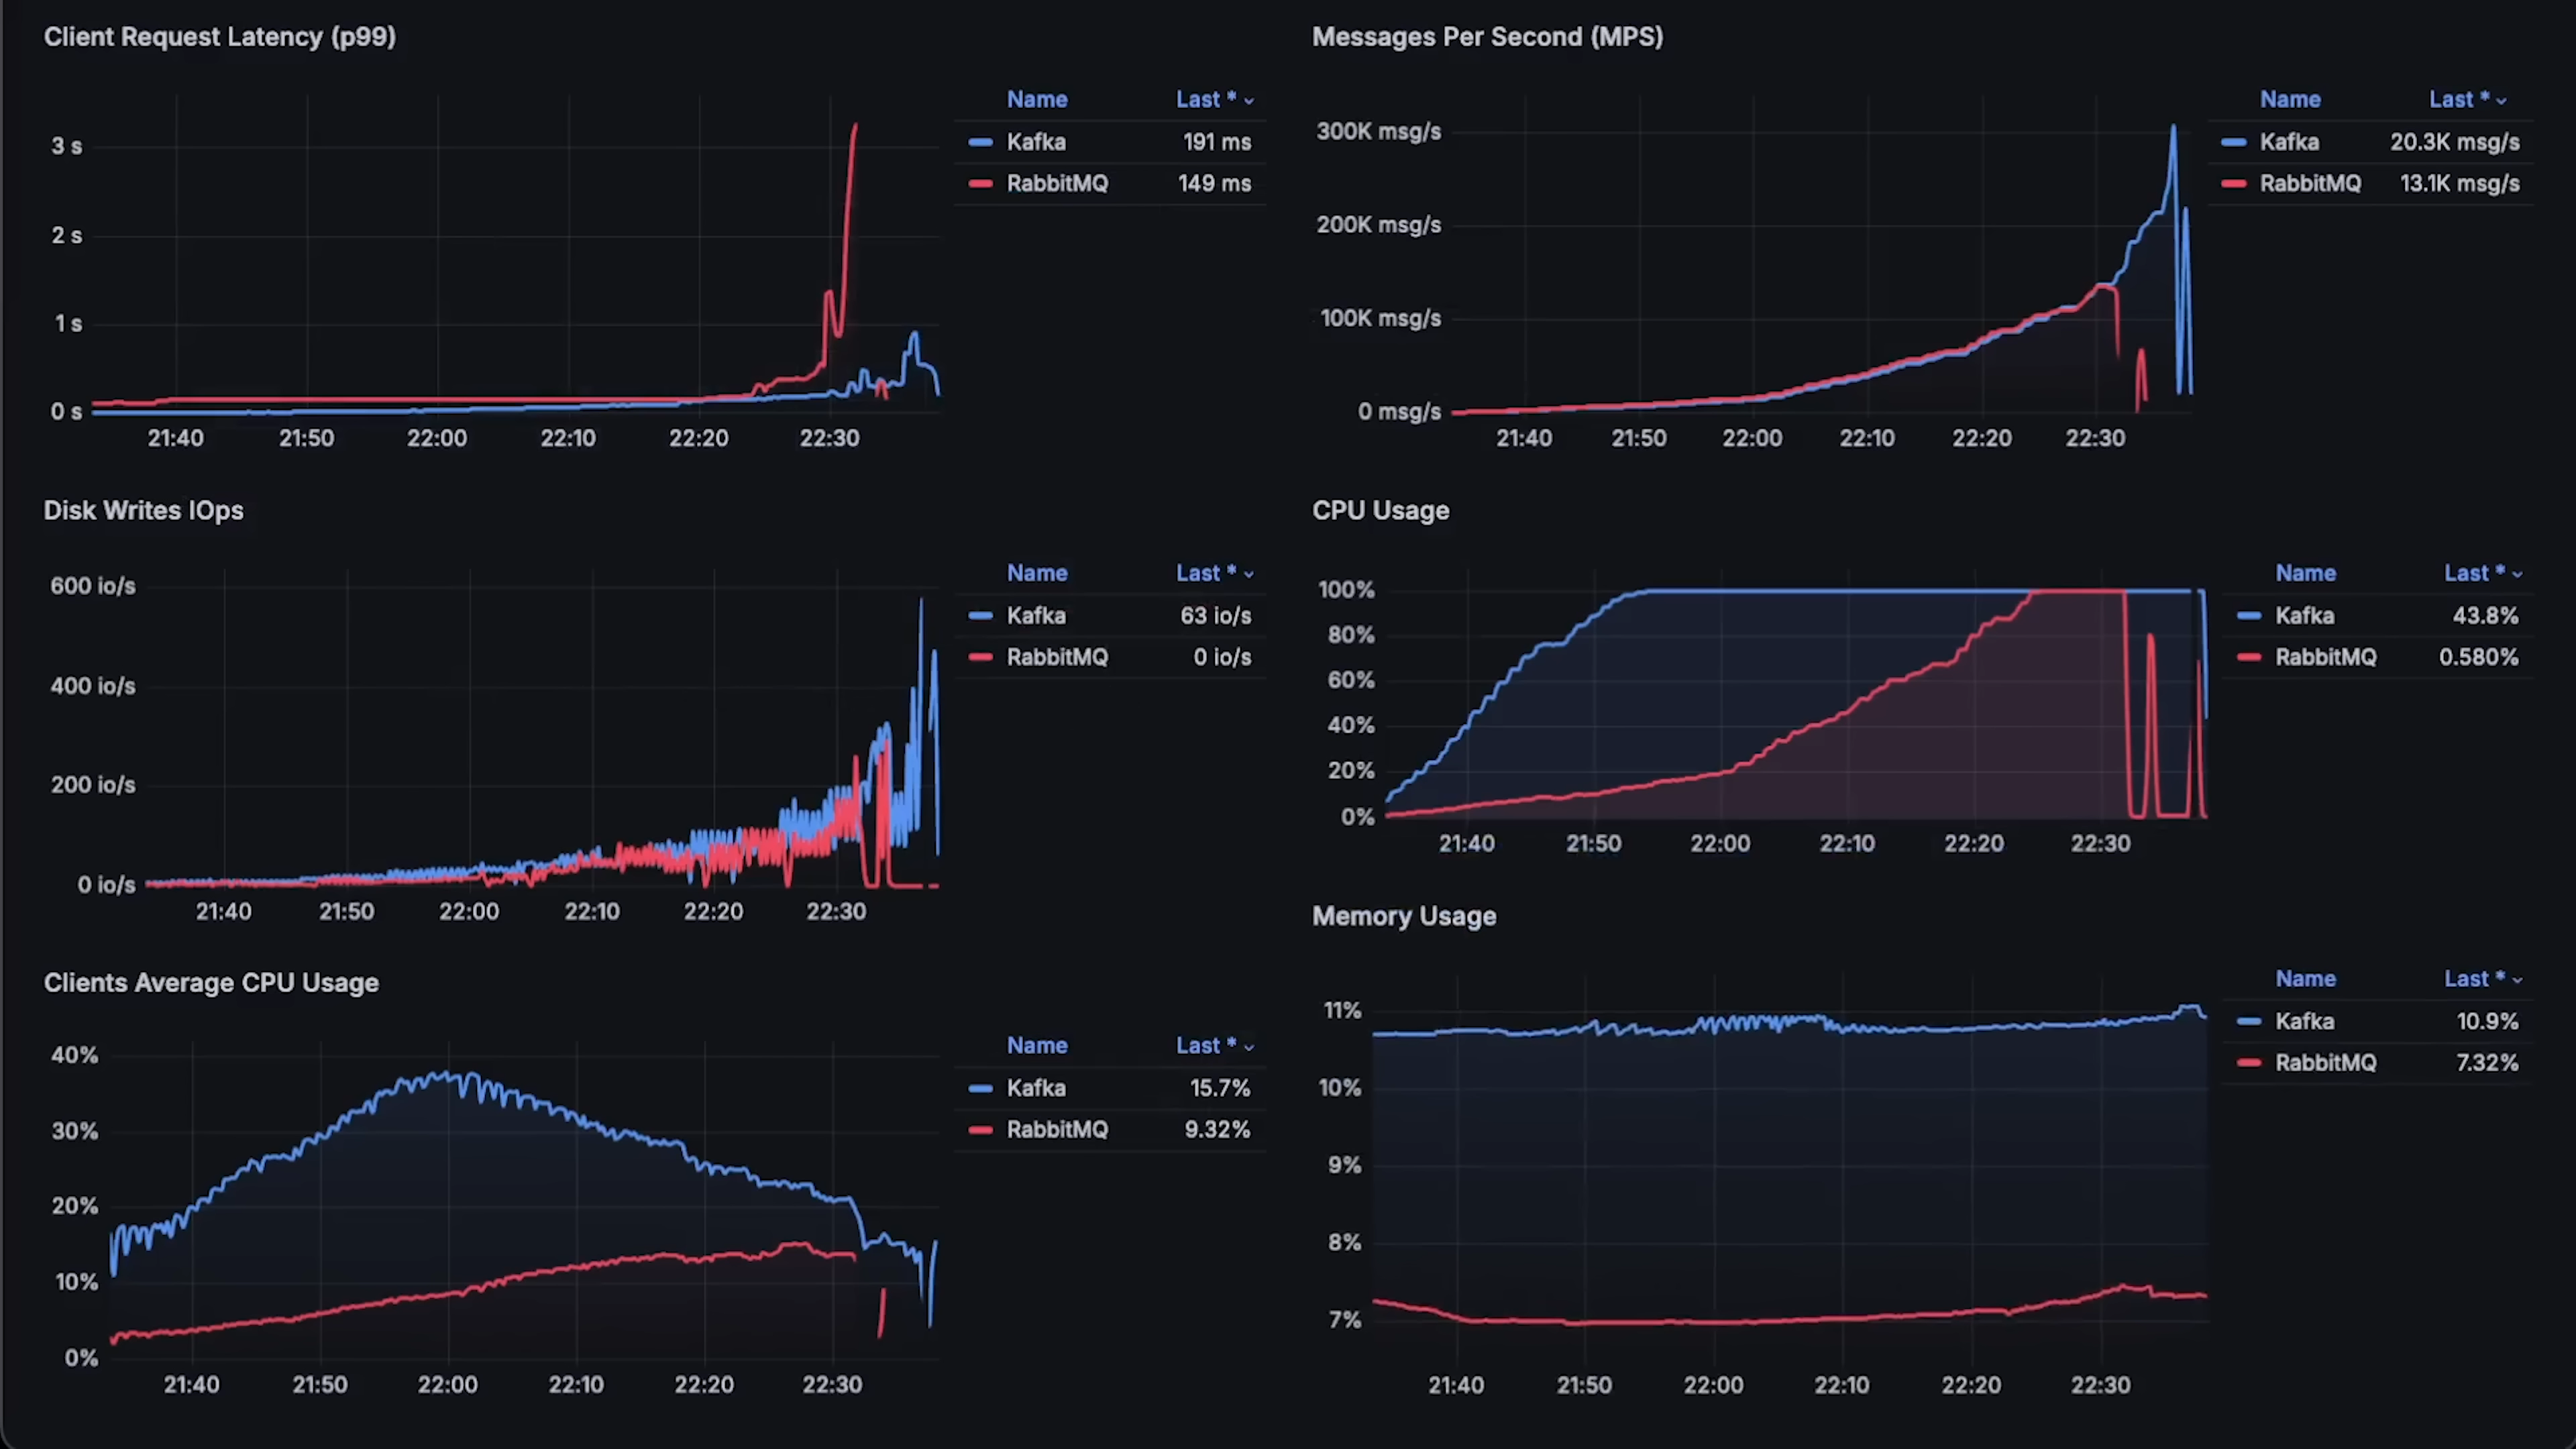 Client Request Latency (p99)
Name Last *
Kafka 191 ms
RabbitMQ 149 ms
3 s
2 s
1 s
0 s
21:40 21:50 22:00 22:10 22:20 22:30
Messages Per Second (MPS)
Name Last *
Kafka 20.3K msg/s
RabbitMQ 13.1K msg/s
300K msg/s
200K msg/s
100K msg/s
0 msg/s
21:40 21:50 22:00 22:10 22:20 22:30
Disk Writes IOps
Name Last *
Kafka 63 io/s
RabbitMQ 0 io/s
600 io/s
400 io/s
200 io/s
0 io/s
21:40 21:50 22:00 22:10 22:20 22:30
CPU Usage
Name Last *
Kafka 43.8%
RabbitMQ 0.580%
100%
80%
60%
40%
20%
0%
21:40 21:50 22:00 22:10 22:20 22:30
Clients Average CPU Usage
Name Last *
Kafka 15.7%
RabbitMQ 9.32%
40%
30%
20%
10%
0%
21:40 21:50 22:00 22:10 22:20 22:30
Memory Usage
Name Last *
Kafka 10.9%
RabbitMQ 7.32%
11%
10%
9%
8%
7%
21:40 21:50 22:00 22:10 22:20 22:30